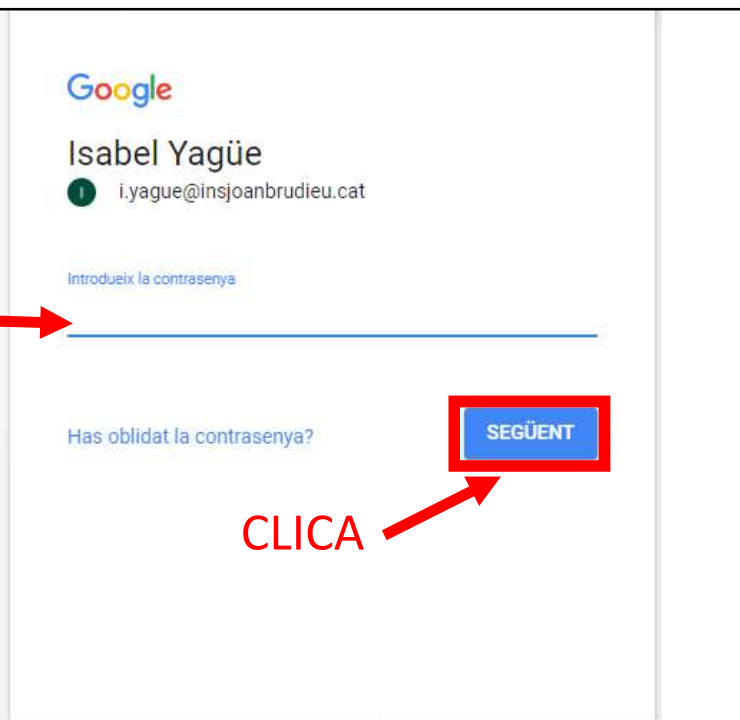 Google
Isabel Yagüe
I i.yague@insjoanbrudieu.cat
Introdueix la contrasenya
Has oblidat la contrasenya? SEGÜENT
CLICA